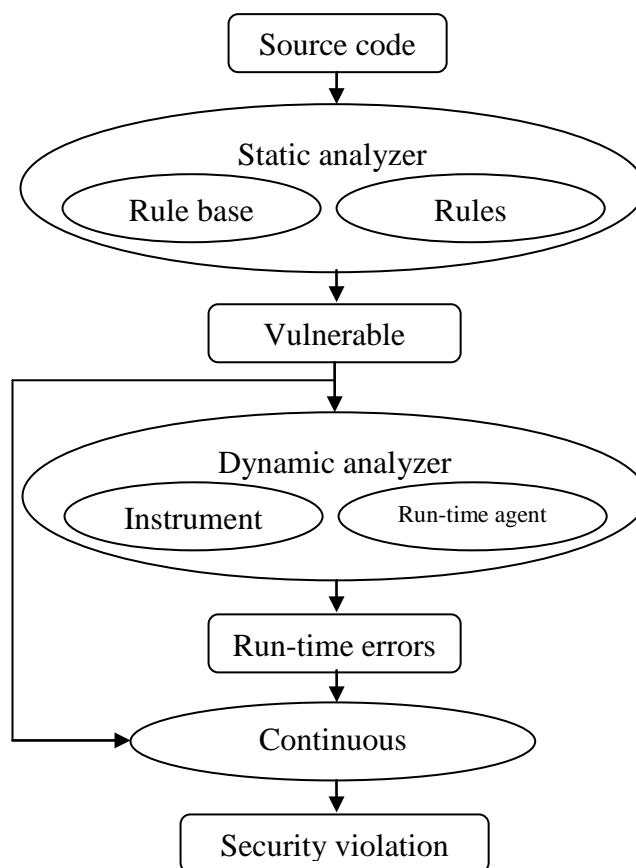 Source code
Static analyzer
Rule base
Rules
Vulnerable
Dynamic analyzer
Instrument
Run-time agent
Run-time errors
Continuous
Security violation